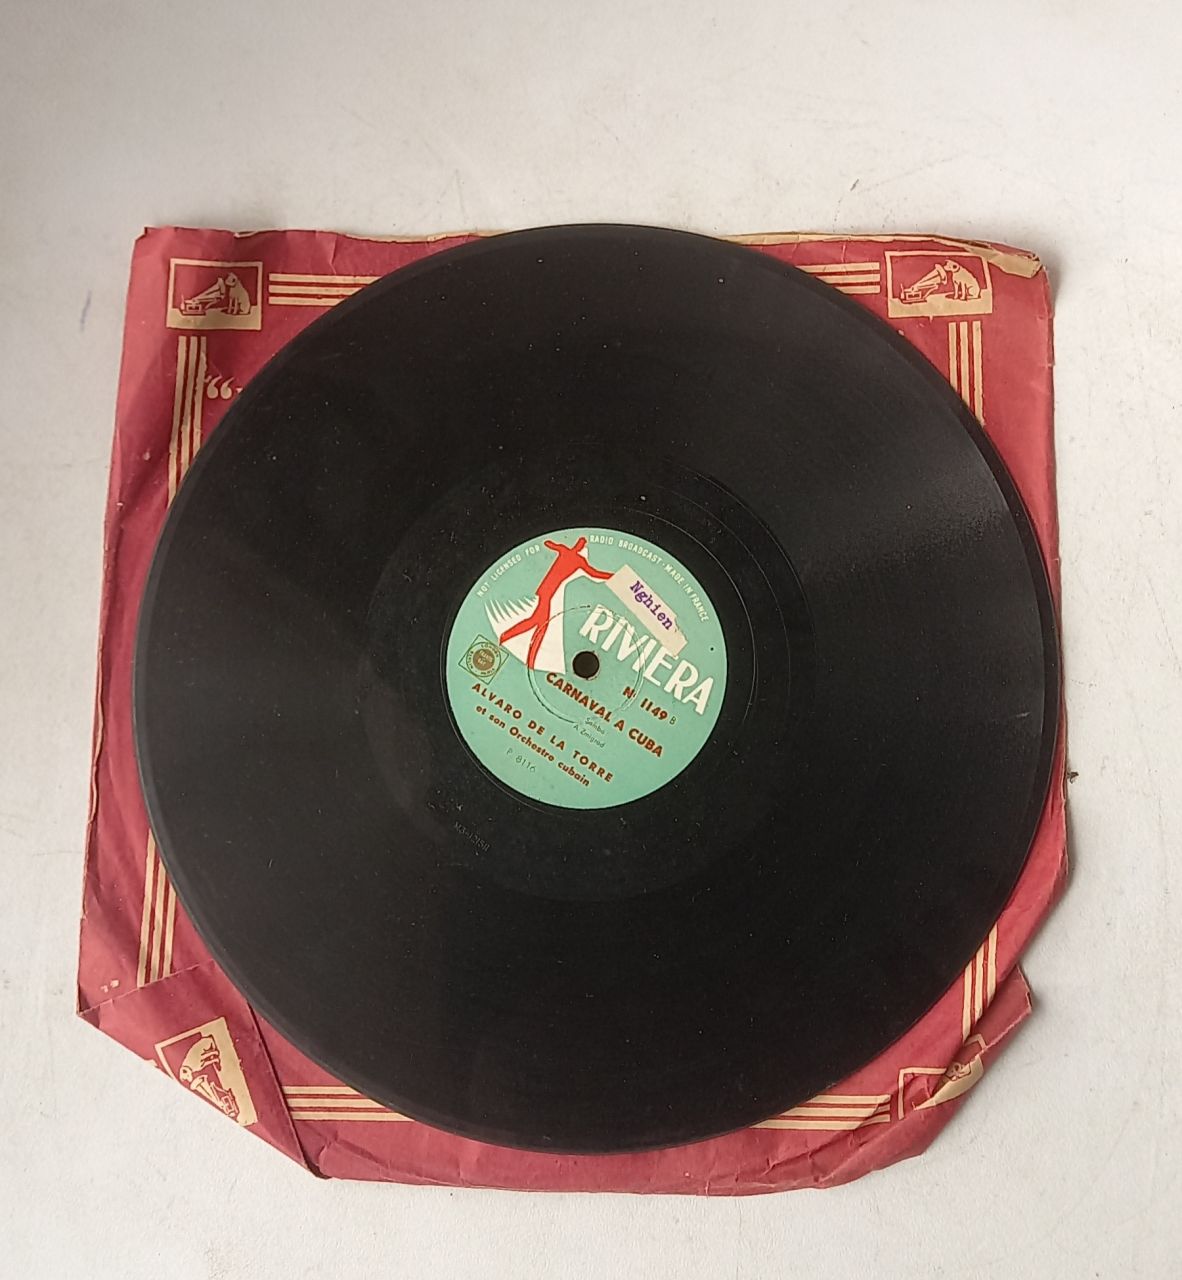 “
NOT LICENSED FOR RADIO BROADCAST · MADE IN FRANCE
Nghien
RIVIERA
N° 1149 B
CARNAVAL A CUBA
Samba
A. Zmigrod
ALVARO DE LA TORRE
et son Orchestre cubain
P 8116